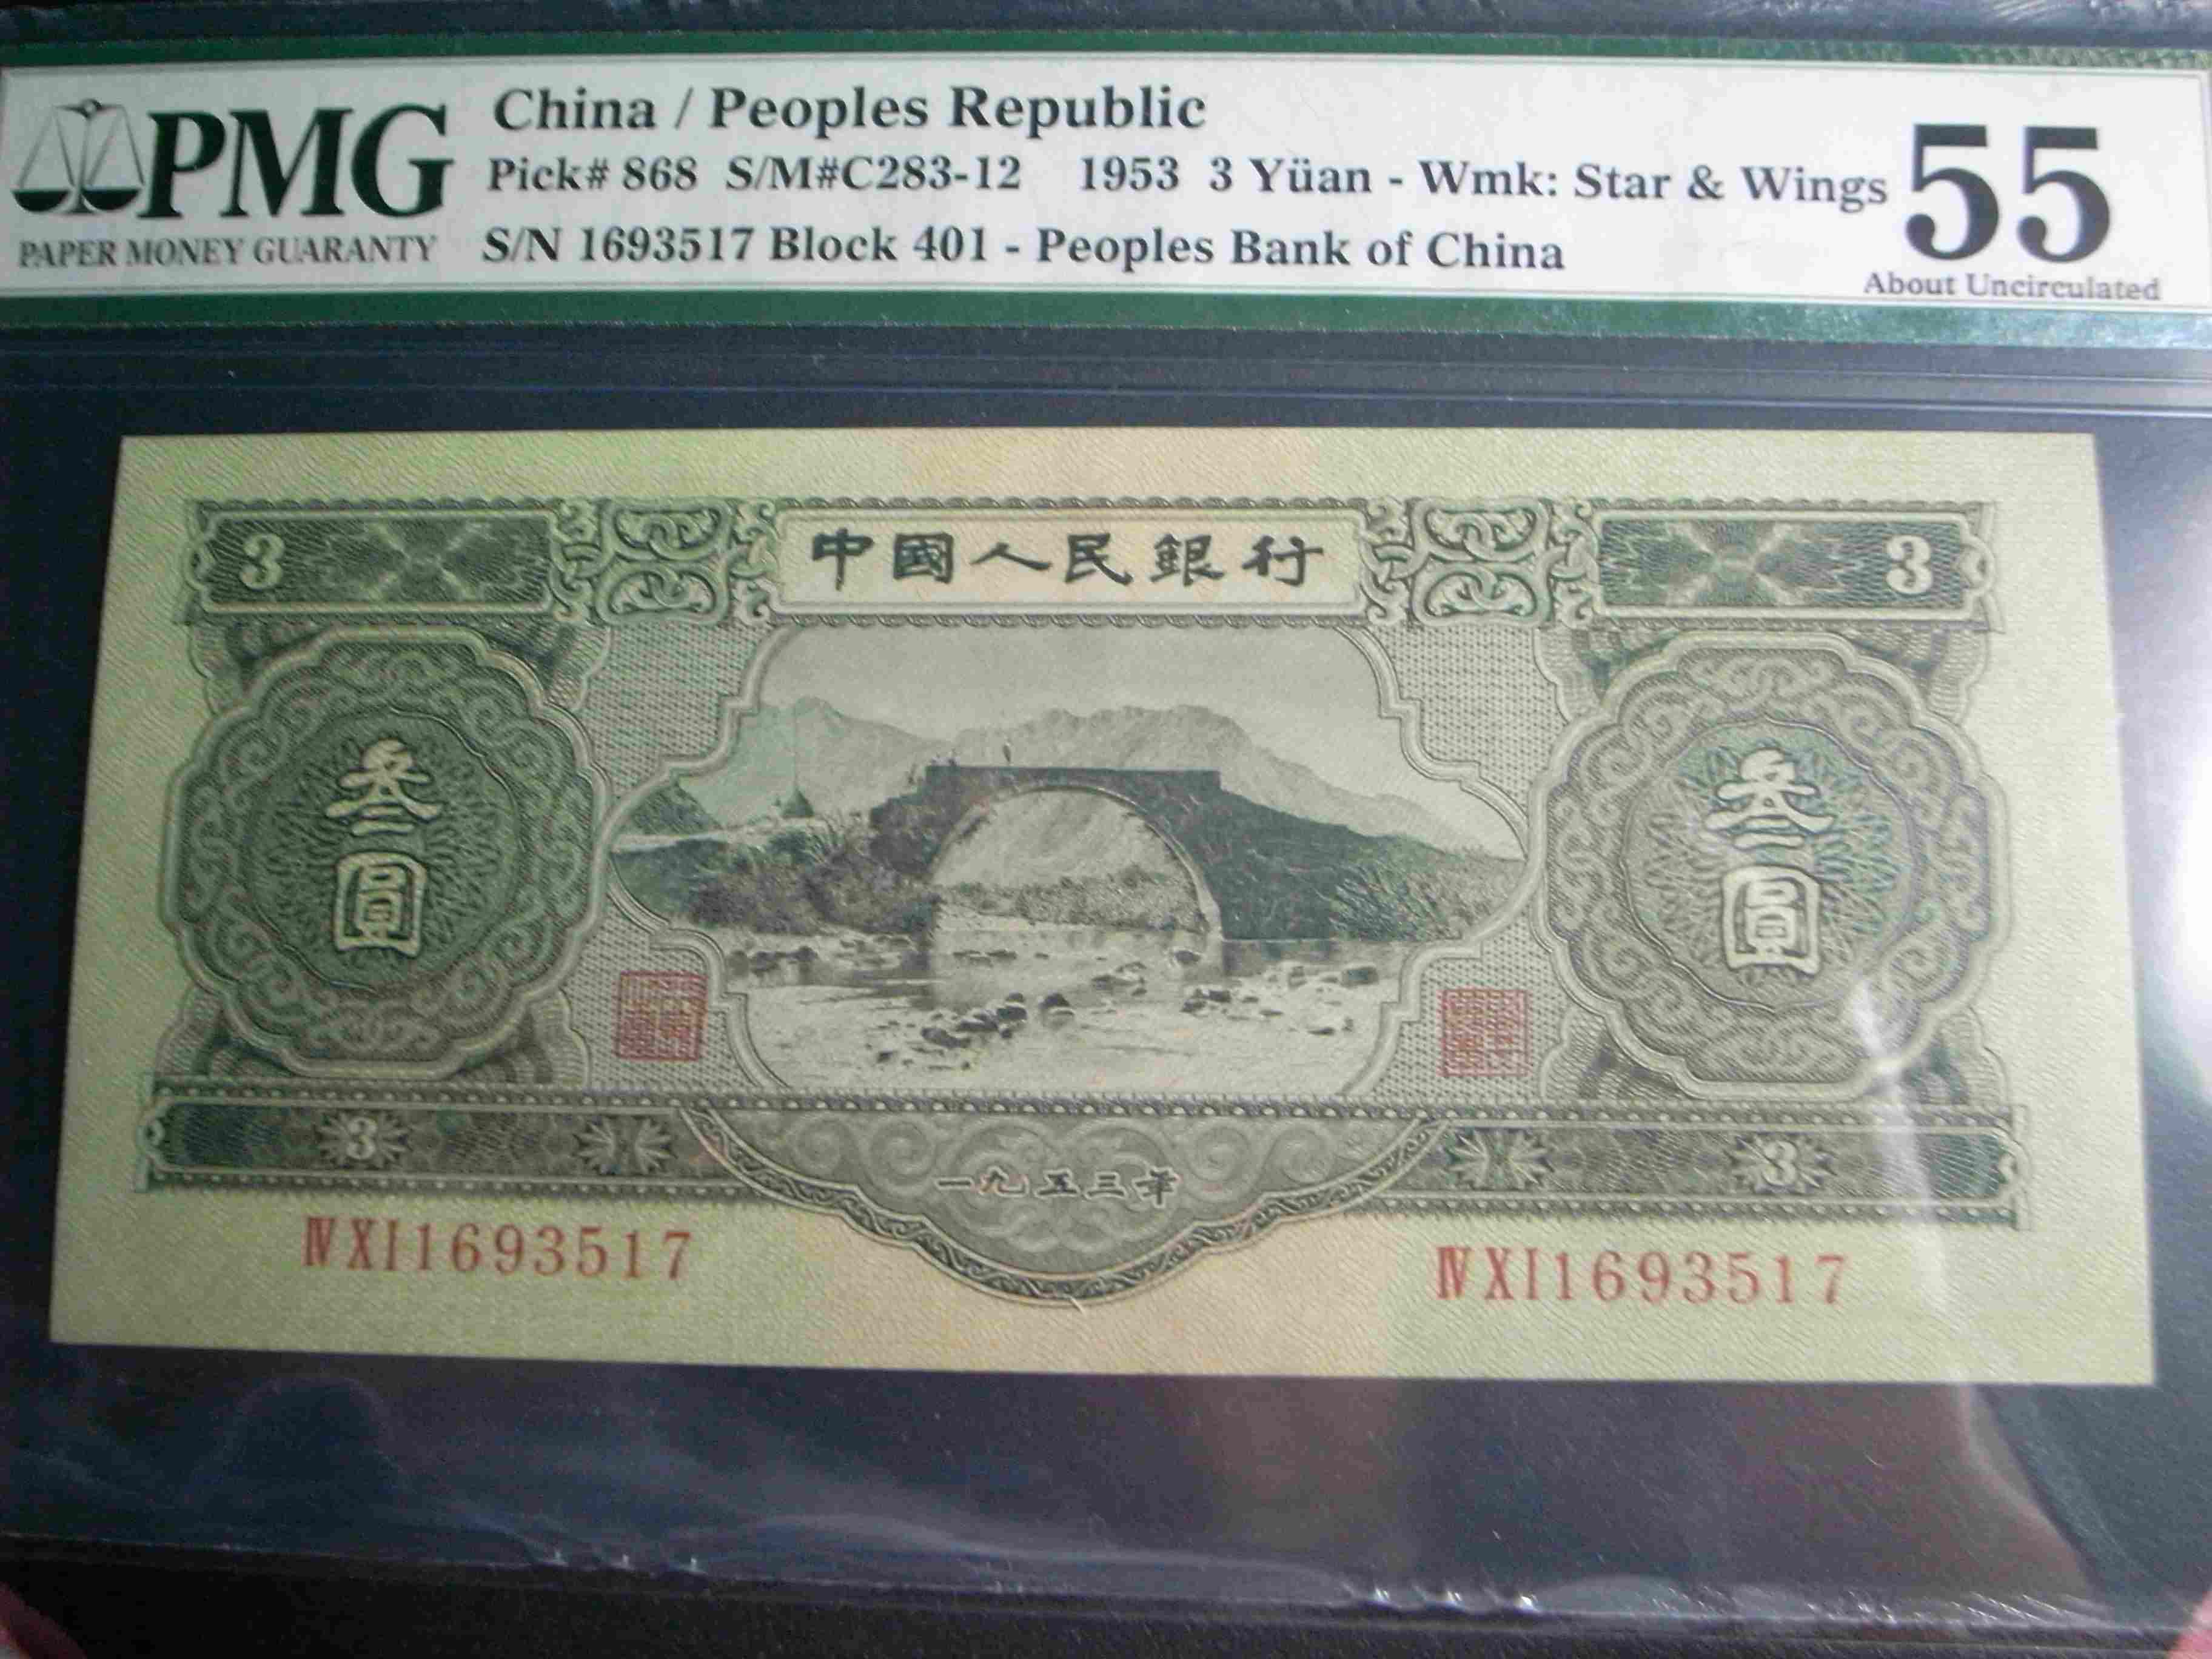 PMG
PAPER MONEY GUARANTY
China / Peoples Republic
Pick# 868 S/M#C283-12 1953 3 Yüan - Wmk: Star & Wings
S/N 1693517 Block 401 - Peoples Bank of China
55
About Uncirculated
3
中國人民銀行
3
叁圓
叁圓
3
一九五三年
3
ⅣⅩⅠ1693517
ⅣⅩⅠ1693517